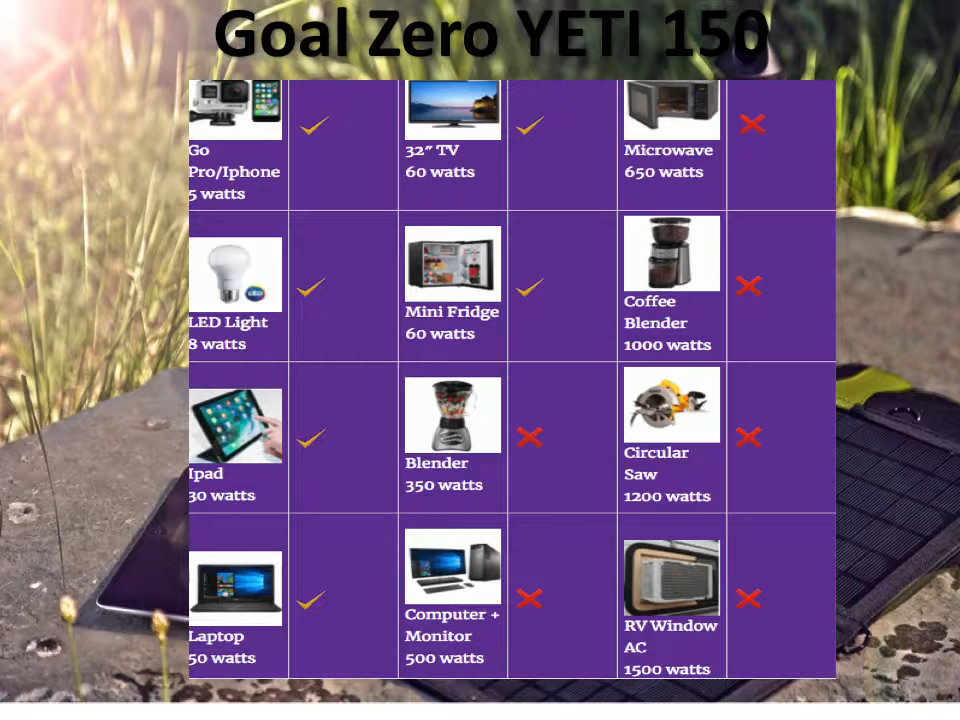 Goal Zero YETI 150
Go
Pro/Iphone
5 watts
32″ TV
60 watts
Microwave
650 watts
LED Light
8 watts
LED
Mini Fridge
60 watts
Coffee
Blender
1000 watts
Ipad
30 watts
Blender
350 watts
Circular
Saw
1200 watts
Laptop
50 watts
Computer +
Monitor
500 watts
RV Window
AC
1500 watts